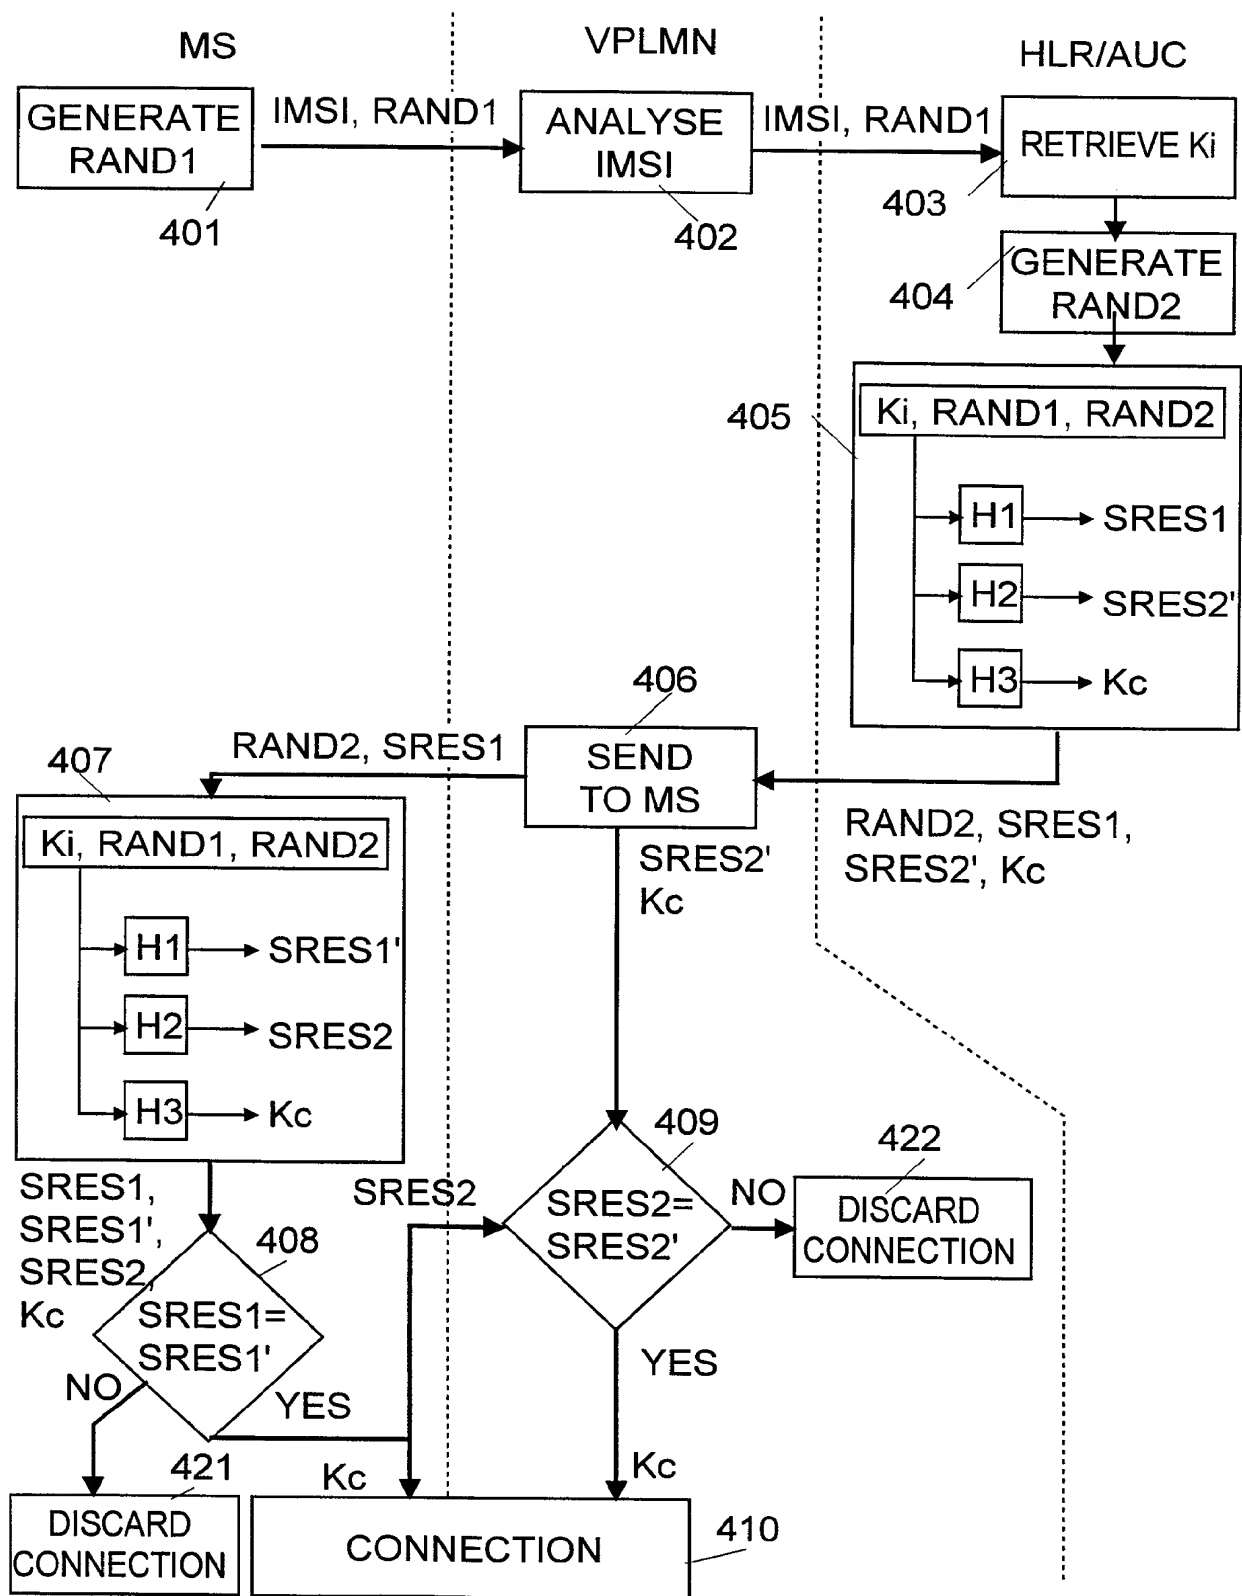 MS
VPLMN
HLR/AUC
GENERATE
RAND1
401
IMSI, RAND1
ANALYSE
IMSI
402
IMSI, RAND1
RETRIEVE Ki
403
GENERATE
RAND2
404
405
Ki, RAND1, RAND2
H1
SRES1
H2
SRES2'
H3
Kc
RAND2, SRES1,
SRES2', Kc
406
SEND
TO MS
RAND2, SRES1
SRES2'
Kc
407
Ki, RAND1, RAND2
H1
SRES1'
H2
SRES2
H3
Kc
SRES1,
SRES1',
SRES2,
Kc
408
SRES1=
SRES1'
NO
YES
SRES2
409
SRES2=
SRES2'
NO
422
DISCARD
CONNECTION
YES
Kc
Kc
421
DISCARD
CONNECTION
CONNECTION
410